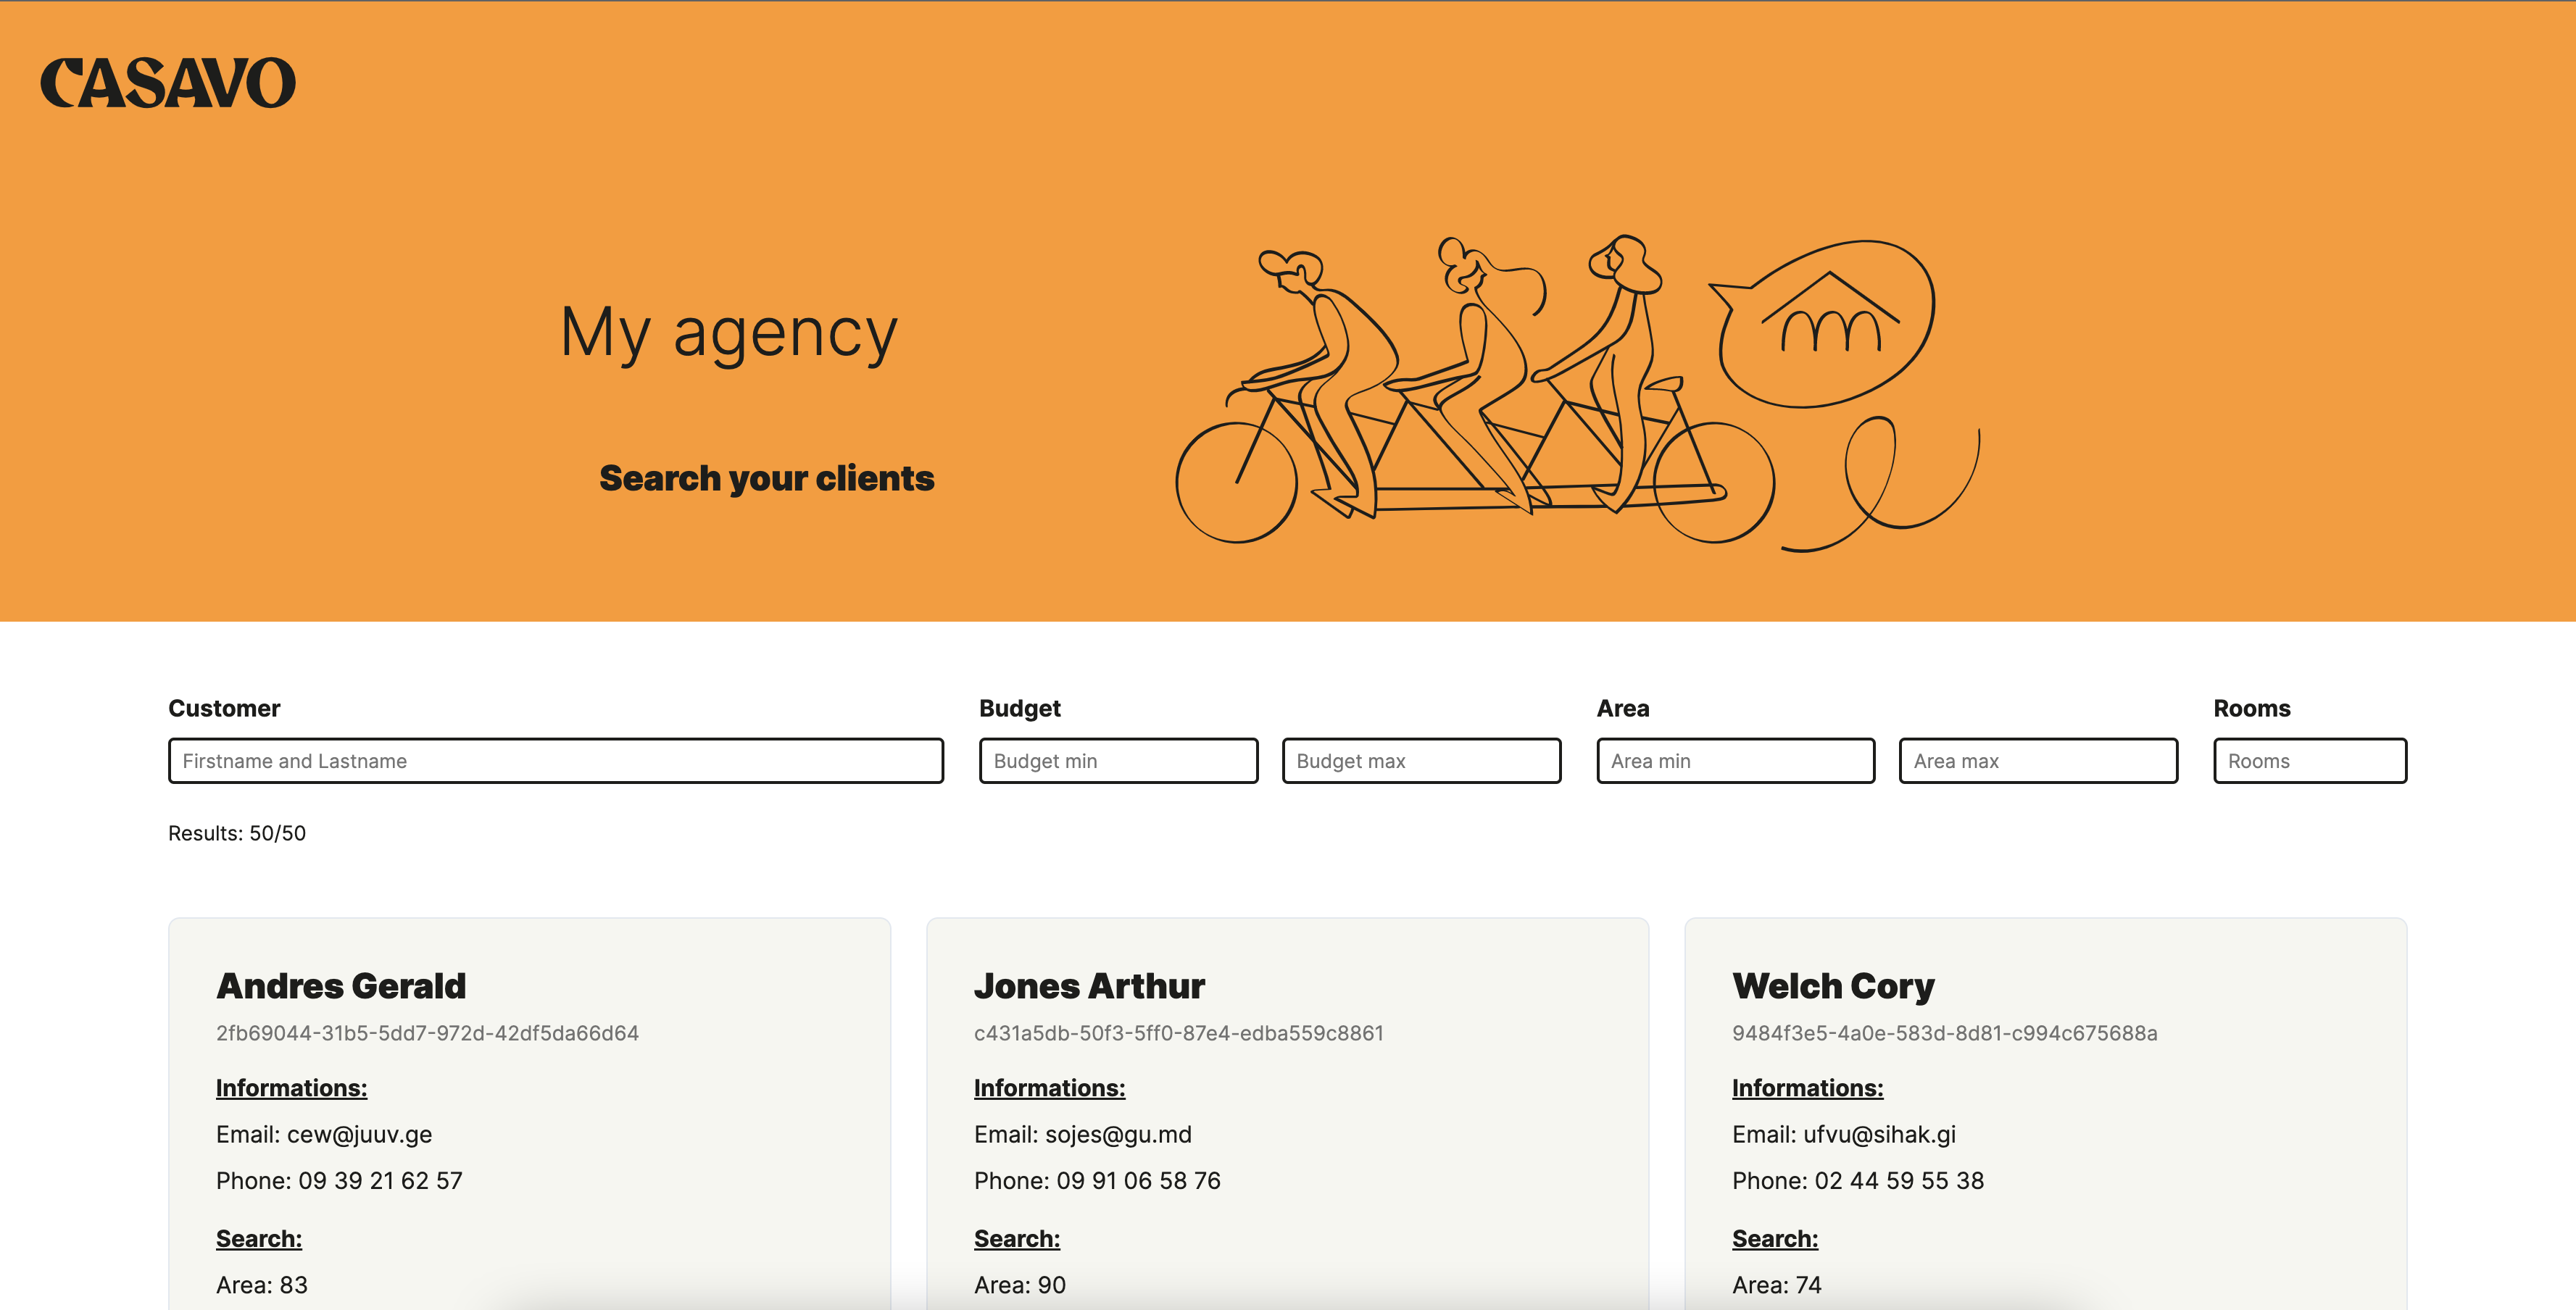 CASAVO
My agency
Search your clients
Customer
Budget
Area
Rooms
Firstname and Lastname
Budget min
Budget max
Area min
Area max
Rooms
Results: 50/50
Andres Gerald
2fb69044-31b5-5dd7-972d-42df5da66d64
Informations:
Email: cew@juuv.ge
Phone: 09 39 21 62 57
Search:
Area: 83
Jones Arthur
c431a5db-50f3-5ff0-87e4-edba559c8861
Informations:
Email: sojes@gu.md
Phone: 09 91 06 58 76
Search:
Area: 90
Welch Cory
9484f3e5-4a0e-583d-8d81-c994c675688a
Informations:
Email: ufvu@sihak.gi
Phone: 02 44 59 55 38
Search:
Area: 74